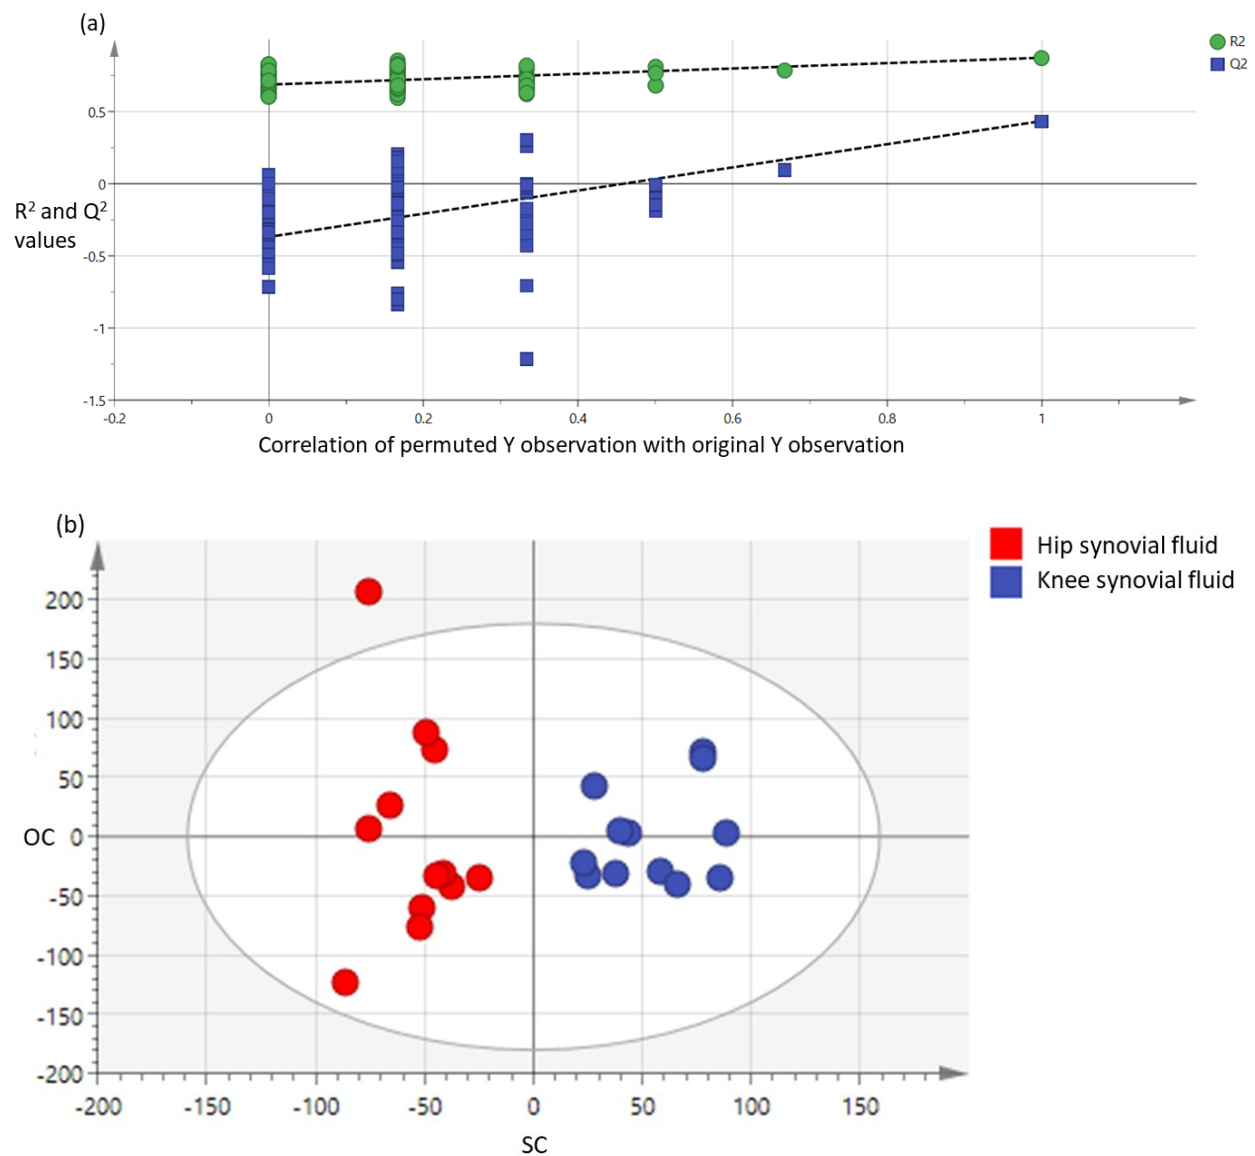 (a)
R2
Q2
0.5
0
-0.5
-1
-1.5
R² and Q²
values
-0.2 0 0.2 0.4 0.6 0.8 1
Correlation of permuted Y observation with original Y observation
(b)
Hip synovial fluid
Knee synovial fluid
200
150
100
50
OC 0
-50
-100
-150
-200
-200 -150 -100 -50 0 50 100 150
SC